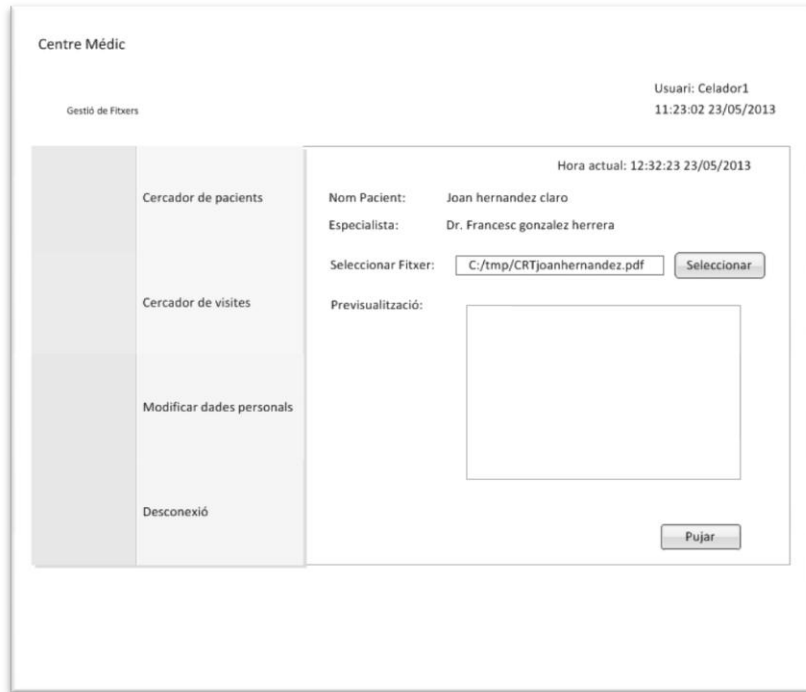 Centre Médic
Usuari: Celador1
Gestió de Fitxers
11:23:02 23/05/2013
Hora actual: 12:32:23 23/05/2013
Cercador de pacients
Nom Pacient: Joan hernandez claro
Especialista: Dr. Francesc gonzalez herrera
Seleccionar Fitxer: C:/tmp/CRTjoanhernandez.pdf Seleccionar
Cercador de visites
Previsualització:
Modificar dades personals
Desconexió
Pujar